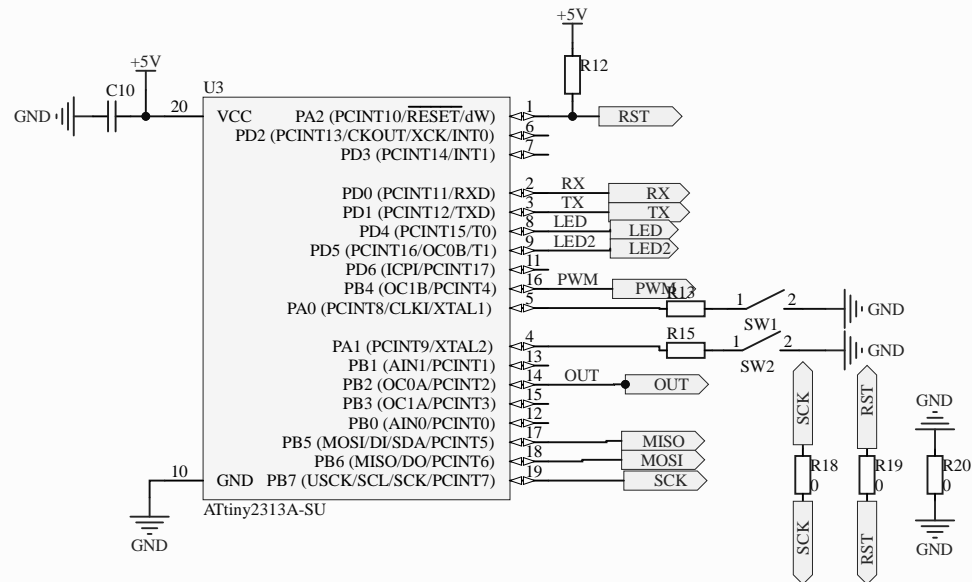 +5V
R12
+5V
C10
U3
GND
20
VCC
PA2 (PCINT10/RESET/dW)
1
RST
PD2 (PCINT13/CKOUT/XCK/INT0)
6
PD3 (PCINT14/INT1)
7
PD0 (PCINT11/RXD)
2
RX
RX
PD1 (PCINT12/TXD)
3
TX
TX
PD4 (PCINT15/T0)
8
LED
LED
PD5 (PCINT16/OC0B/T1)
9
LED2
LED2
PD6 (ICPI/PCINT17)
11
PB4 (OC1B/PCINT4)
16
PWM
PWM
PA0 (PCINT8/CLKI/XTAL1)
5
R13
1
2
GND
SW1
PA1 (PCINT9/XTAL2)
4
R15
1
2
GND
SW2
PB1 (AIN1/PCINT1)
13
PB2 (OC0A/PCINT2)
14
OUT
OUT
PB3 (OC1A/PCINT3)
15
PB0 (AIN0/PCINT0)
12
PB5 (MOSI/DI/SDA/PCINT5)
17
MISO
PB6 (MISO/DO/PCINT6)
18
MOSI
10
GND
PB7 (USCK/SCL/SCK/PCINT7)
19
SCK
GND
ATtiny2313A-SU
SCK
R18
0
SCK
RST
R19
0
RST
GND
R20
0
GND